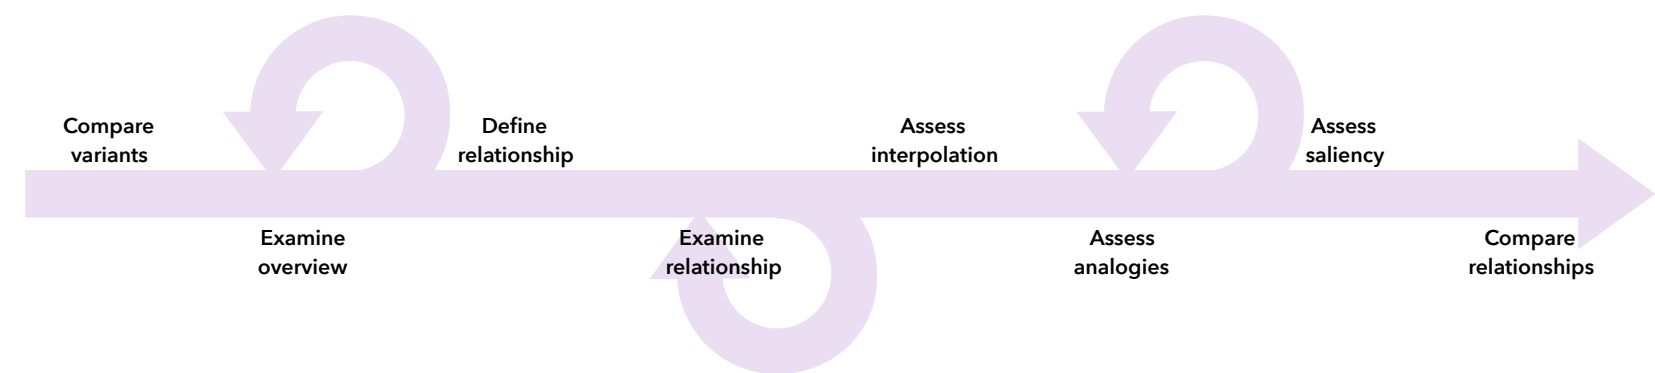 Compare
variants
Examine
overview
Define
relationship
Examine
relationship
Assess
interpolation
Assess
analogies
Assess
saliency
Compare
relationships